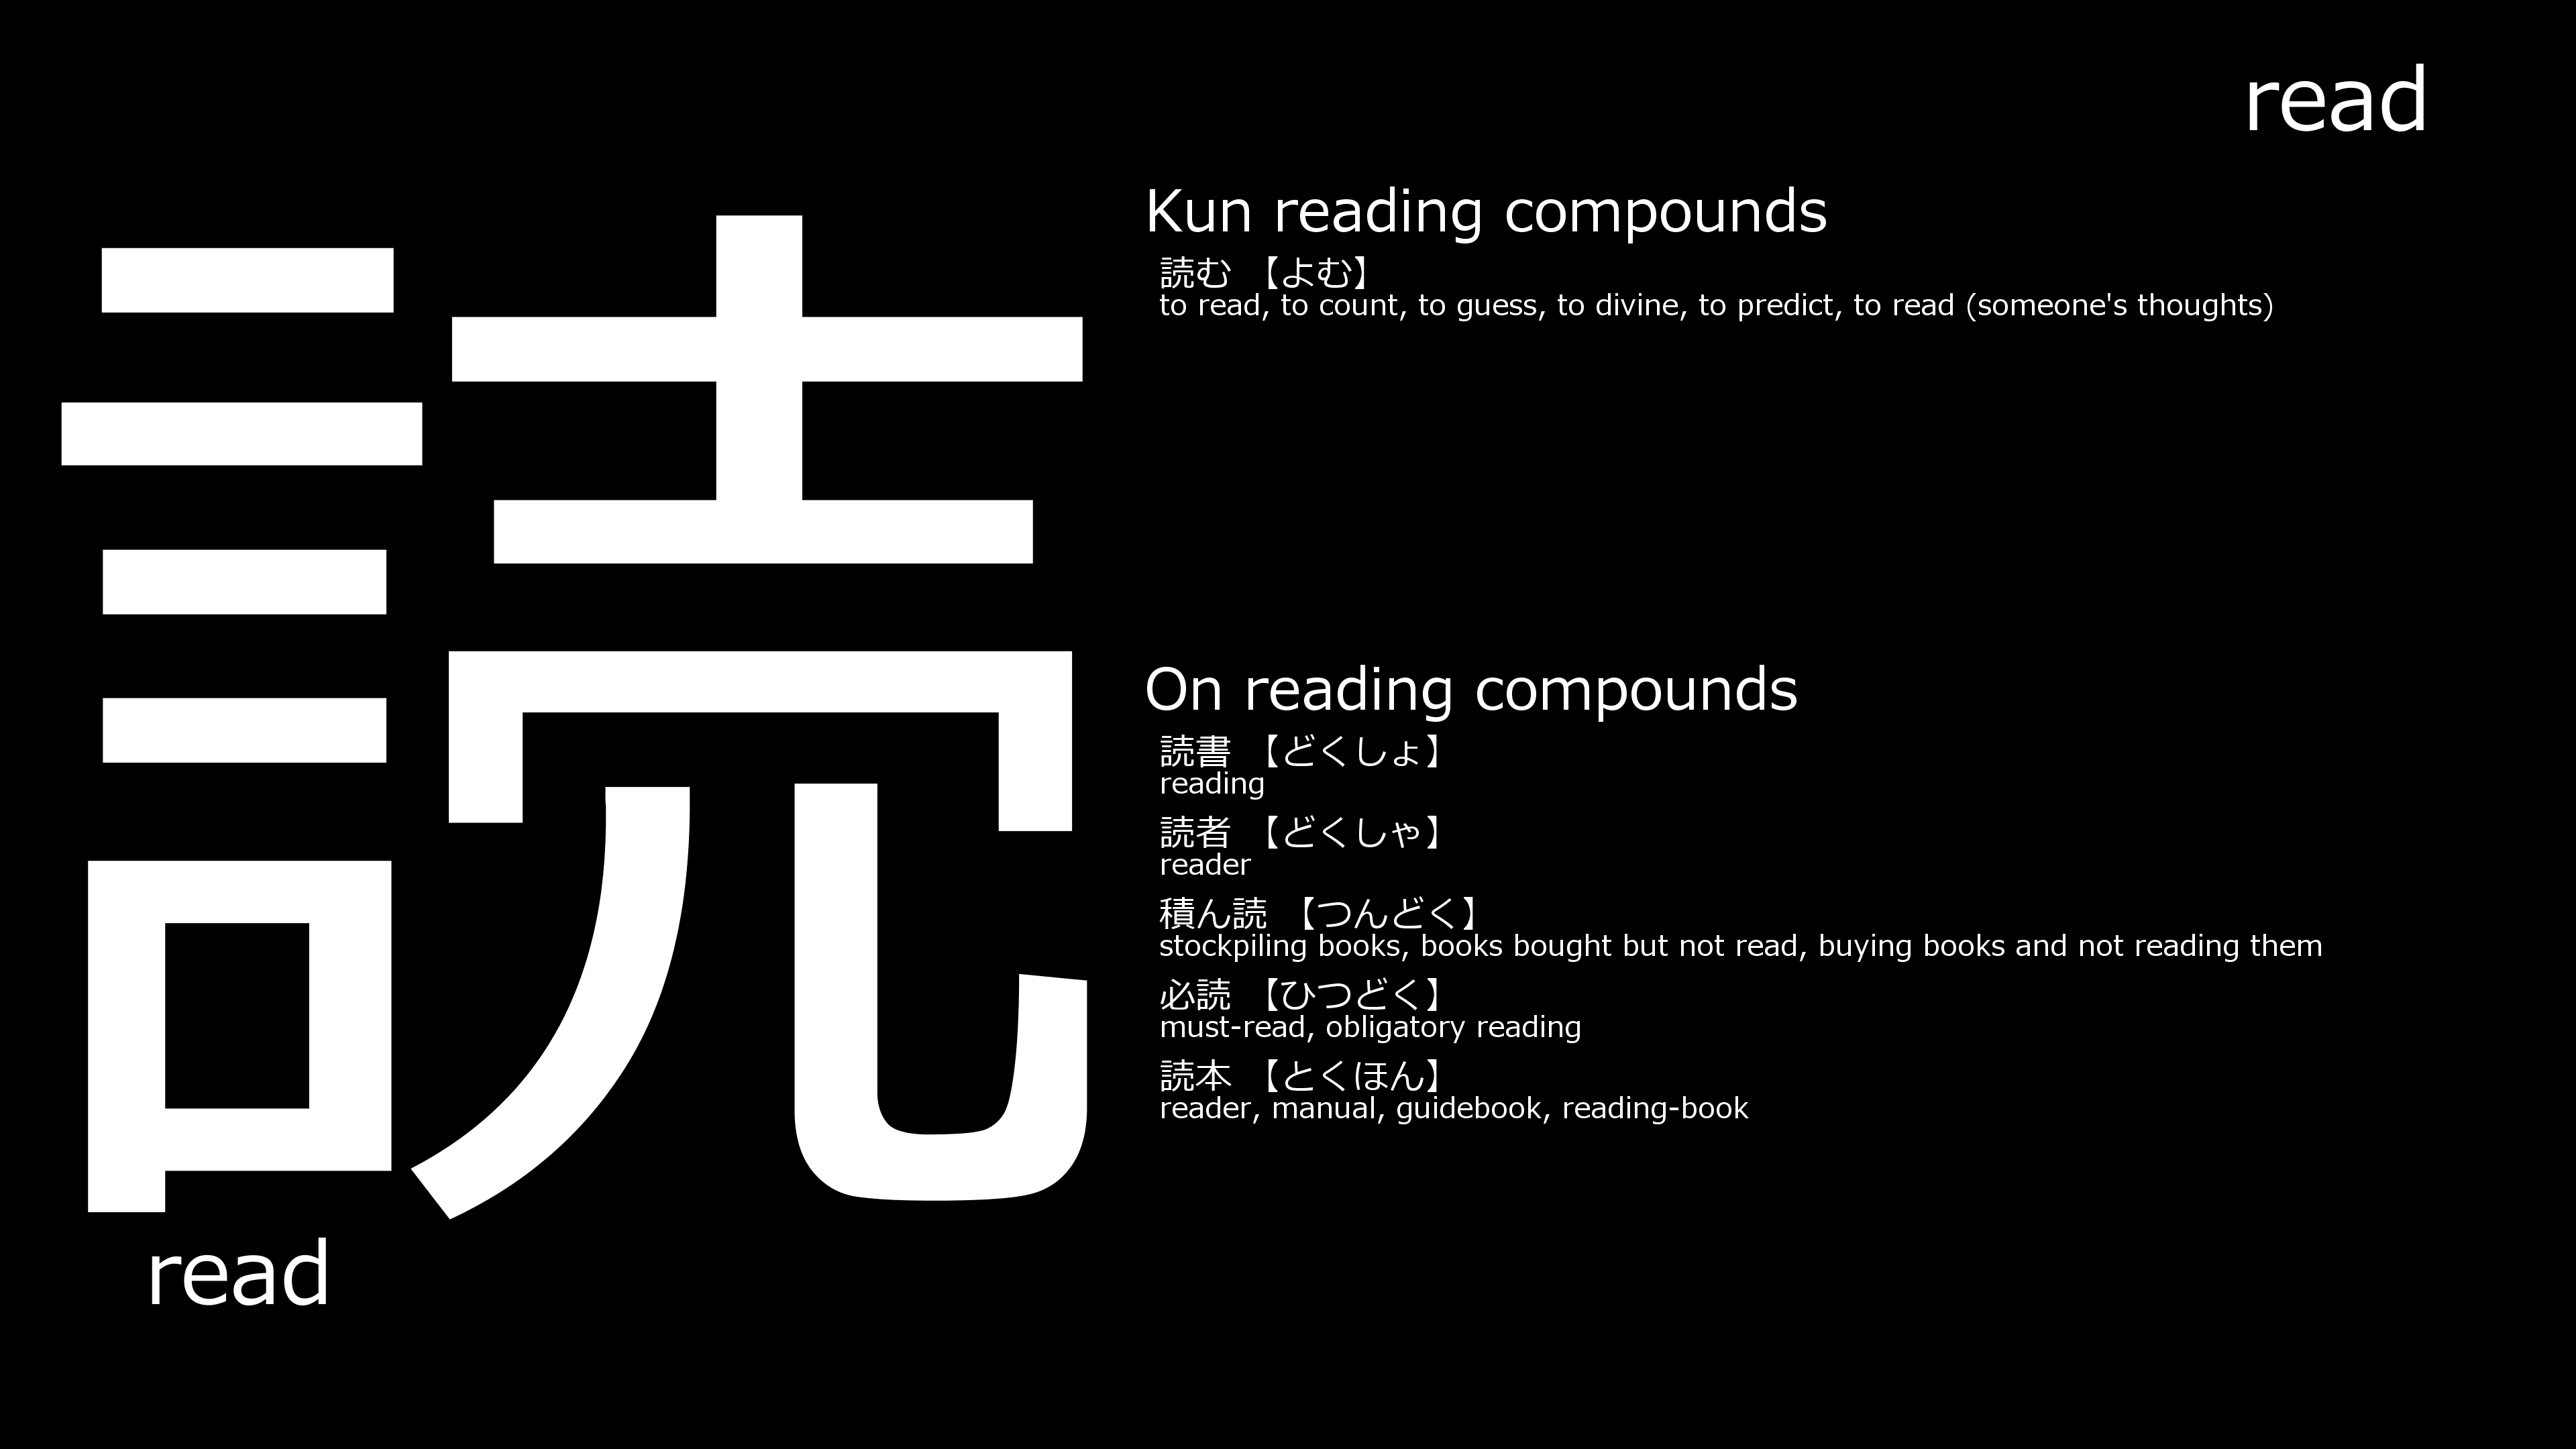 read
読
read
Kun reading compounds
読む 【よむ】
to read, to count, to guess, to divine, to predict, to read (someone's thoughts)
On reading compounds
読書 【どくしょ】
reading
読者 【どくしゃ】
reader
積ん読 【つんどく】
stockpiling books, books bought but not read, buying books and not reading them
必読 【ひつどく】
must-read, obligatory reading
読本 【とくほん】
reader, manual, guidebook, reading-book